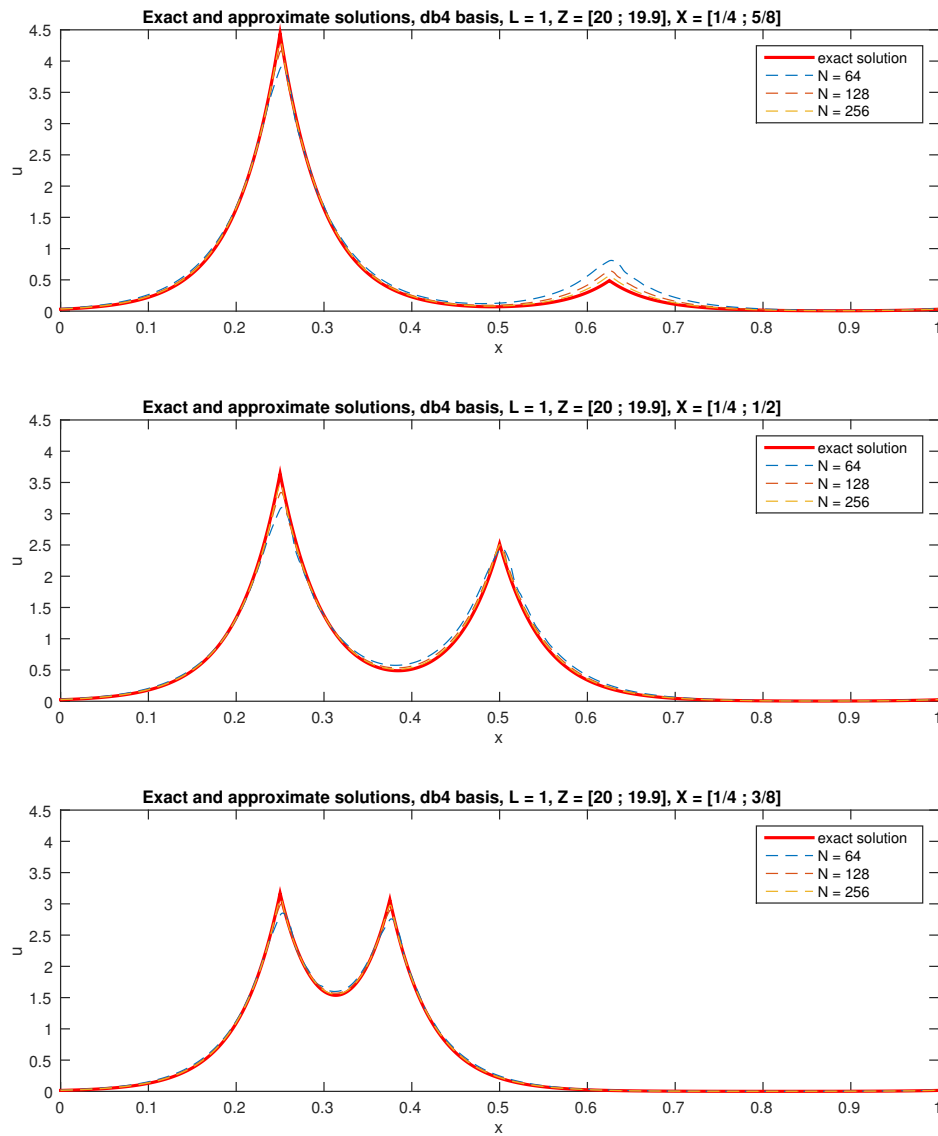 Exact and approximate solutions, db4 basis, L = 1, Z = [20 ; 19.9], X = [1/4 ; 5/8]
4.5
4
3.5
3
2.5
2
1.5
1
0.5
0
u
exact solution
N = 64
N = 128
N = 256
0 0.1 0.2 0.3 0.4 0.5 0.6 0.7 0.8 0.9 1
x
Exact and approximate solutions, db4 basis, L = 1, Z = [20 ; 19.9], X = [1/4 ; 1/2]
4.5
4
3.5
3
2.5
2
1.5
1
0.5
0
u
exact solution
N = 64
N = 128
N = 256
0 0.1 0.2 0.3 0.4 0.5 0.6 0.7 0.8 0.9 1
x
Exact and approximate solutions, db4 basis, L = 1, Z = [20 ; 19.9], X = [1/4 ; 3/8]
4.5
4
3.5
3
2.5
2
1.5
1
0.5
0
u
exact solution
N = 64
N = 128
N = 256
0 0.1 0.2 0.3 0.4 0.5 0.6 0.7 0.8 0.9 1
x